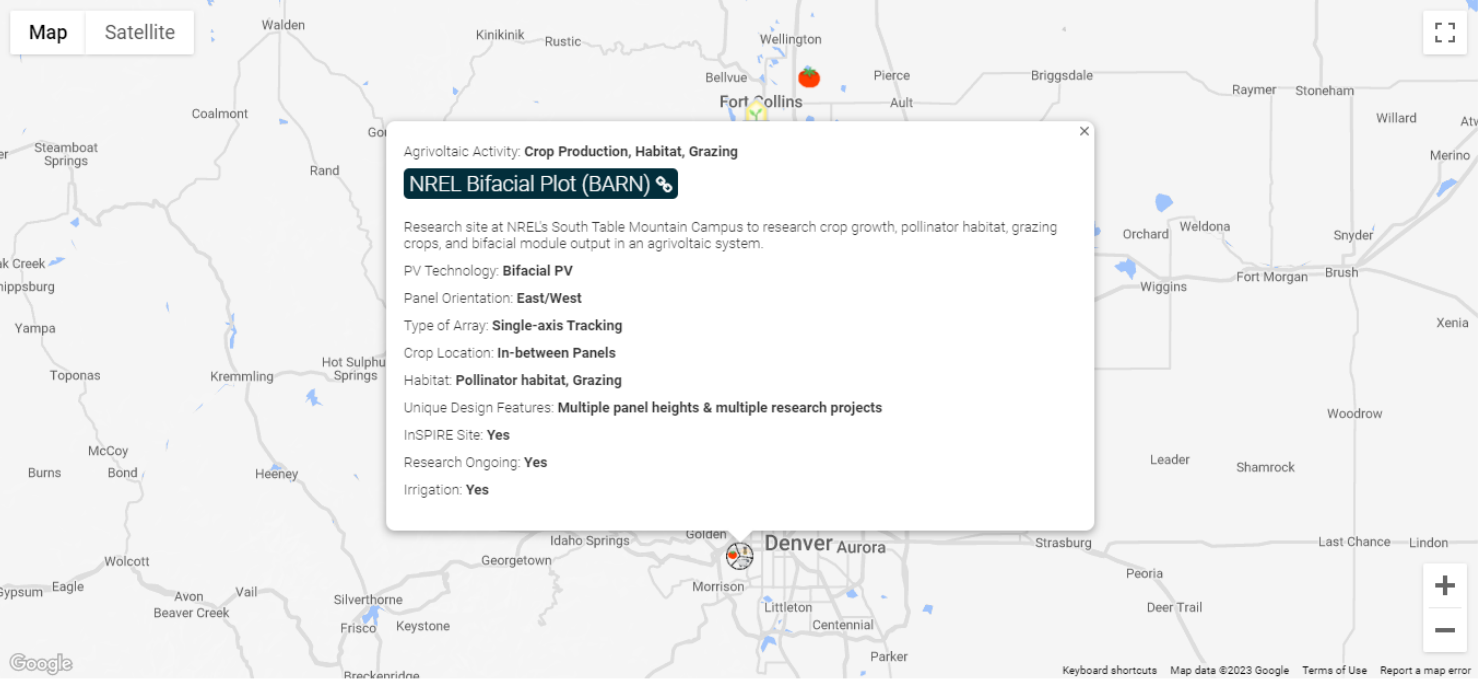 Map
Satellite
Walden
Kinikinik
Rustic
Wellington
Bellvue
Pierce
Briggsdale
Raymer
Stoneham
Fort Collins
Ault
Coalmont
Willard
Steamboat
Springs
Rand
Merino
Orchard
Weldona
Snyder
Fort Morgan
Brush
Wiggins
Yampa
Xenia
Hot Sulphu
Springs
Toponas
Kremmling
Woodrow
McCoy
Burns
Bond
Heeney
Leader
Shamrock
Agrivoltaic Activity: Crop Production, Habitat, Grazing
NREL Bifacial Plot (BARN)
Research site at NREL's South Table Mountain Campus to research crop growth, pollinator habitat, grazing
crops, and bifacial module output in an agrivoltaic system.
PV Technology: Bifacial PV
Panel Orientation: East/West
Type of Array: Single-axis Tracking
Crop Location: In-between Panels
Habitat: Pollinator habitat, Grazing
Unique Design Features: Multiple panel heights & multiple research projects
InSPIRE Site: Yes
Research Ongoing: Yes
Irrigation: Yes
Golden
Idaho Springs
Denver
Aurora
Strasburg
Last Chance
Lindon
Wolcott
Georgetown
Morrison
Peoria
Gypsum
Eagle
Avon
Vail
Beaver Creek
Silverthorne
Littleton
Deer Trail
Frisco
Keystone
Centennial
Parker
Breckenridge
Google
Keyboard shortcuts
Map data ©2023 Google
Terms of Use
Report a map error